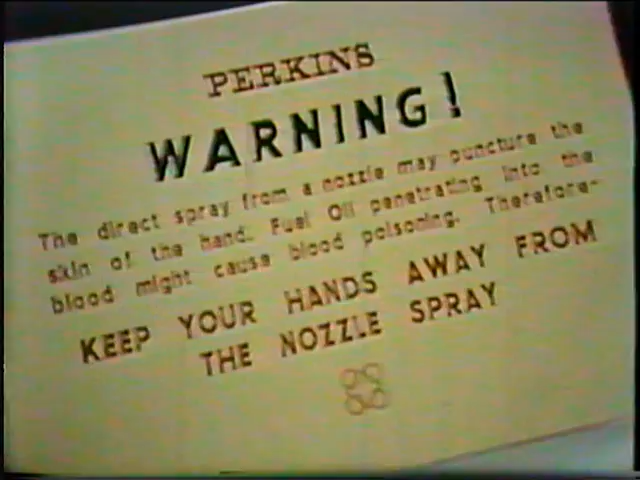 PERKINS
WARNING!
The direct spray from a nozzle may puncture the
skin of the hand. Fuel Oil penetrating into the
blood might cause blood poisoning. Therefore-
KEEP YOUR HANDS AWAY FROM
THE NOZZLE SPRAY